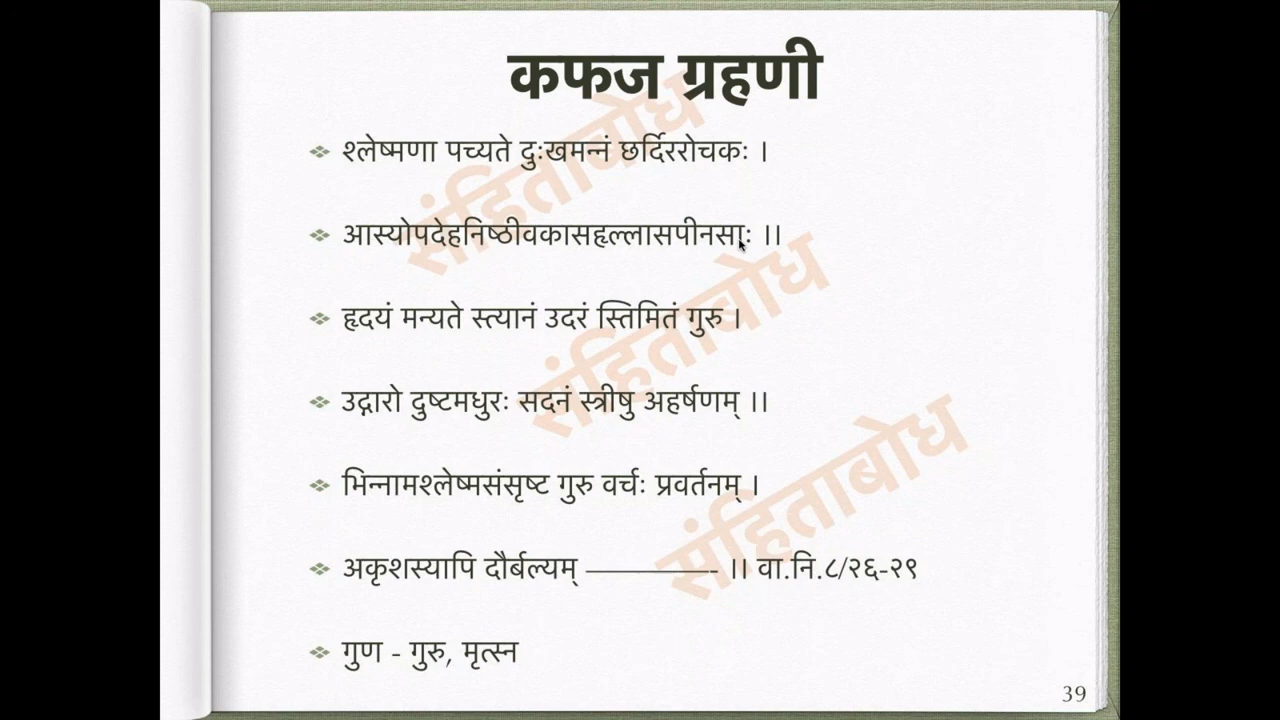 कफज ग्रहणी
श्लेष्मणा पच्यते दुःखमन्नं छर्दिररोचकः ।
आस्योपदेहनिष्ठीवकासहृल्लासपीनसाः ।।
हृदयं मन्यते स्त्यानं उदरं स्तिमितं गुरु ।
उद्गारो दुष्टमधुरः सदनं स्त्रीषु अहर्षणम् ।।
भिन्नामश्लेष्मसंसृष्ट गुरु वर्चः प्रवर्तनम् ।
अकृशस्यापि दौर्बल्यम् ————- ।। वा.नि.८/२६-२९
गुण - गुरु, मृत्स्न
संहिताबोध
संहिताबोध
संहिताबोध
39